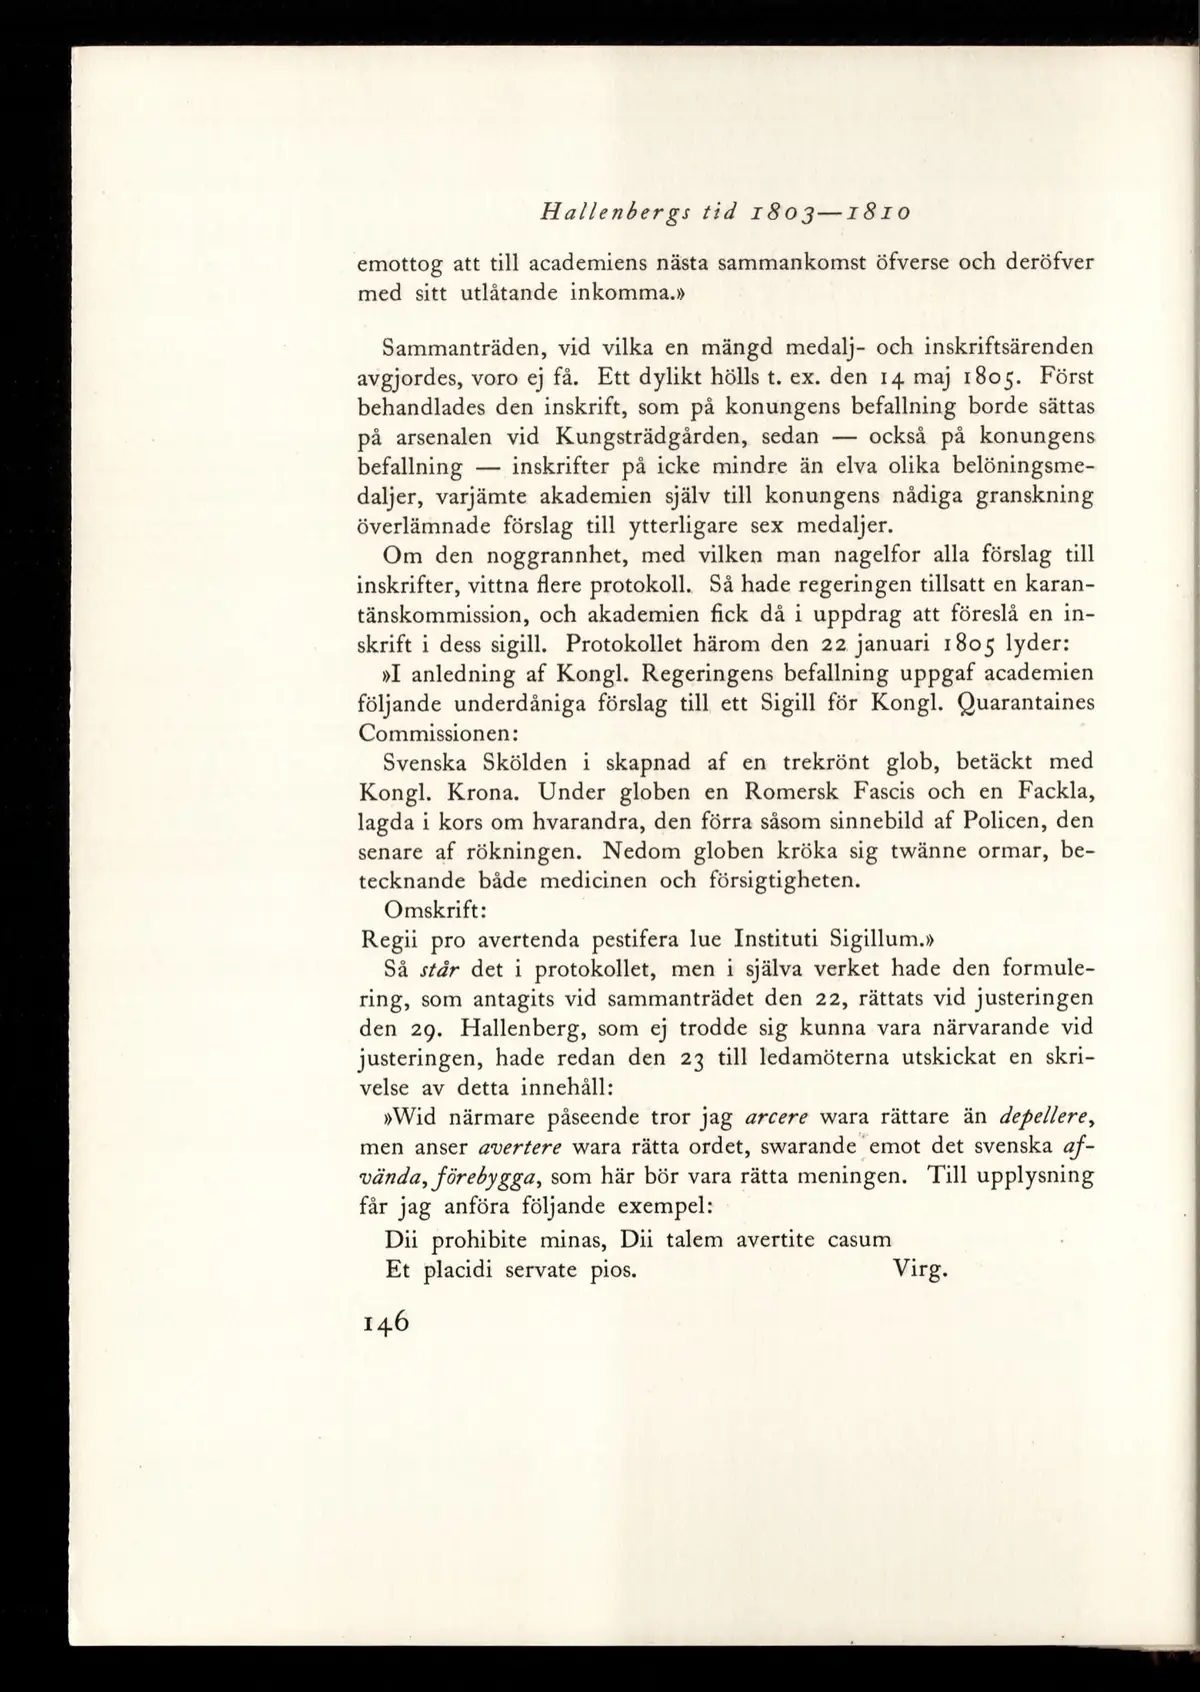 Hallenbergs tid 1803—1810
emottog att till academiens nästa sammankomst öfverse och deröfver
med sitt utlåtande inkomma.»
Sammanträden, vid vilka en mängd medalj- och inskriftsärenden
avgjordes, voro ej få. Ett dylikt hölls t. ex. den 14 maj 1805. Först
behandlades den inskrift, som på konungens befallning borde sättas
på arsenalen vid Kungsträdgården, sedan — också på konungens
befallning — inskrifter på icke mindre än elva olika belöningsme-
daljer, varjämte akademien själv till konungens nådiga granskning
överlämnade förslag till ytterligare sex medaljer.
Om den noggrannhet, med vilken man nagelfor alla förslag till
inskrifter, vittna flere protokoll. Så hade regeringen tillsatt en karan-
tänskommission, och akademien fick då i uppdrag att föreslå en in-
skrift i dess sigill. Protokollet härom den 22 januari 1805 lyder:
»I anledning af Kongl. Regeringens befallning uppgaf academien
följande underdåniga förslag till ett Sigill för Kongl. Quarantaines
Commissionen:
Svenska Skölden i skapnad af en trekrönt glob, betäckt med
Kongl. Krona. Under globen en Romersk Fascis och en Fackla,
lagda i kors om hvarandra, den förra såsom sinnebild af Policen, den
senare af rökningen. Nedom globen kröka sig twänne ormar, be-
tecknande både medicinen och försigtigheten.
Omskrift:
Regii pro avertenda pestifera lue Instituti Sigillum.»
Så står det i protokollet, men i själva verket hade den formule-
ring, som antagits vid sammanträdet den 22, rättats vid justeringen
den 29. Hallenberg, som ej trodde sig kunna vara närvarande vid
justeringen, hade redan den 23 till ledamöterna utskickat en skri-
velse av detta innehåll:
»Wid närmare påseende tror jag arcere wara rättare än depellere,
men anser avertere wara rätta ordet, swarande emot det svenska af-
vända, förebygga, som här bör vara rätta meningen. Till upplysning
får jag anföra följande exempel:
Dii prohibite minas, Dii talem avertite casum
Et placidi servate pios. Virg.
146